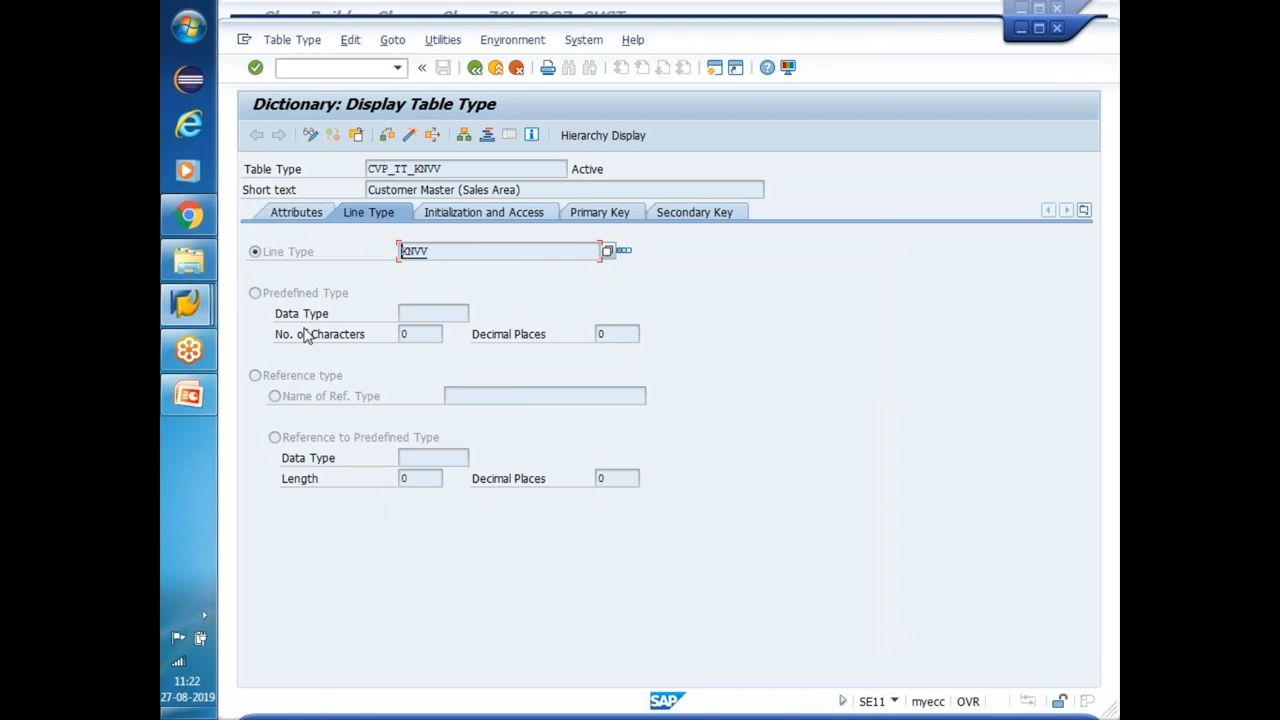 Table Type Edit Goto Utilities Environment System Help
Dictionary: Display Table Type
Hierarchy Display
Table Type CVP_TT_KNVV Active
Short text Customer Master (Sales Area)
Attributes Line Type Initialization and Access Primary Key Secondary Key
Line Type KNVV
Predefined Type
Data Type
No. of Characters 0 Decimal Places 0
Reference type
Name of Ref. Type
Reference to Predefined Type
Data Type
Length 0 Decimal Places 0
11:22
27-08-2019
SAP SE11 myecc OVR